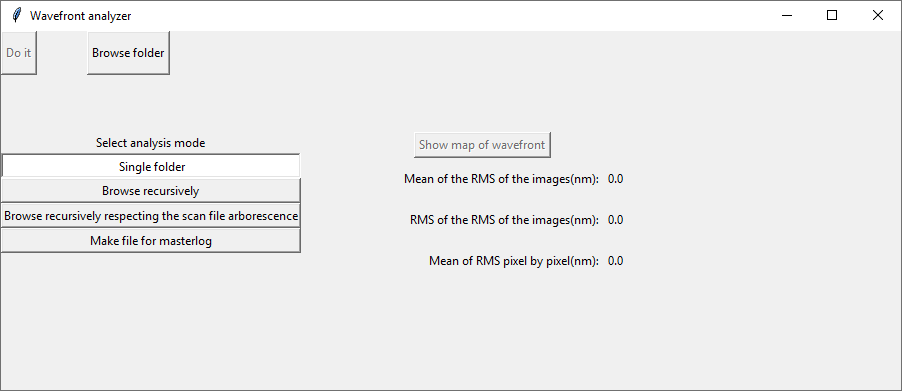 Wavefront analyzer
Do it
Browse folder
Select analysis mode
Single folder
Browse recursively
Browse recursively respecting the scan file arborescence
Make file for masterlog
Show map of wavefront
Mean of the RMS of the images(nm): 0.0
RMS of the RMS of the images(nm): 0.0
Mean of RMS pixel by pixel(nm): 0.0